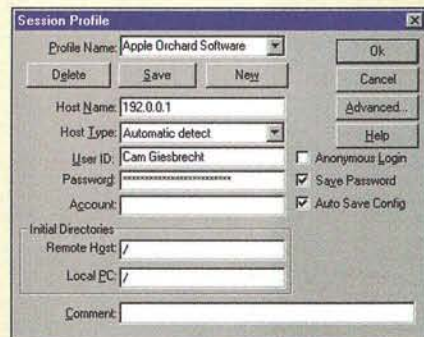 Session Profile
Profile Name: Apple Orchard Software
Delete Save New
Ok
Cancel
Advanced...
Help
Host Name: 192.0.0.1
Host Type: Automatic detect
User ID: Cam Giesbrecht
Anonymous Login
Password: ************************
Save Password
Account:
Auto Save Config
Initial Directories
Remote Host: /
Local PC: /
Comment: